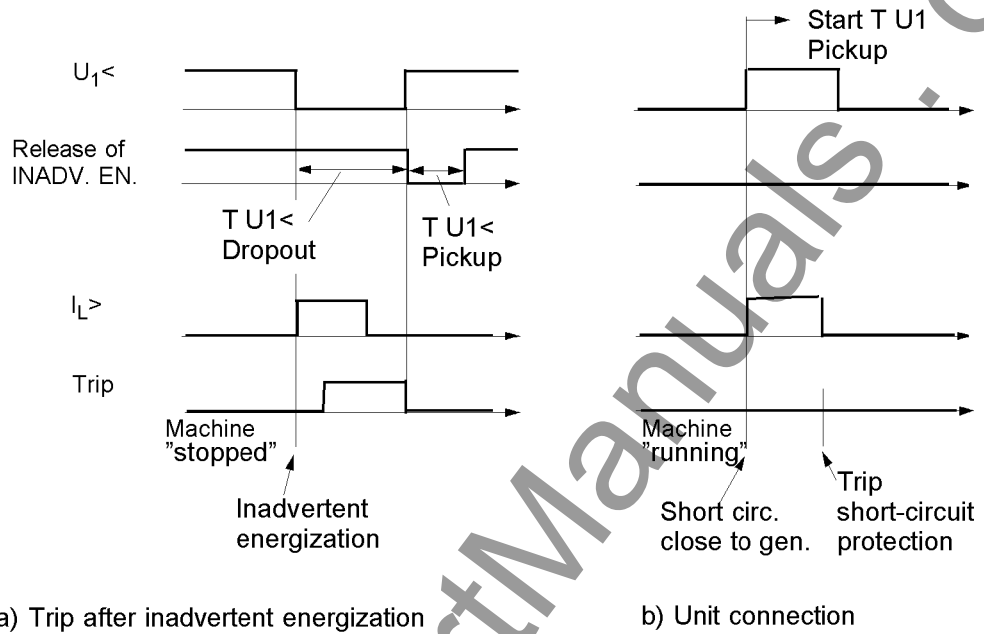 Start T U1
Pickup
U1<
Release of
INADV. EN.
T U1<
Dropout
T U1<
Pickup
IL>
Trip
Machine
"stopped"
Inadvertent
energization
Machine
"running"
Short circ.
close to gen.
Trip
short-circuit
protection
a) Trip after inadvertent energization
b) Unit connection
rtManuals .